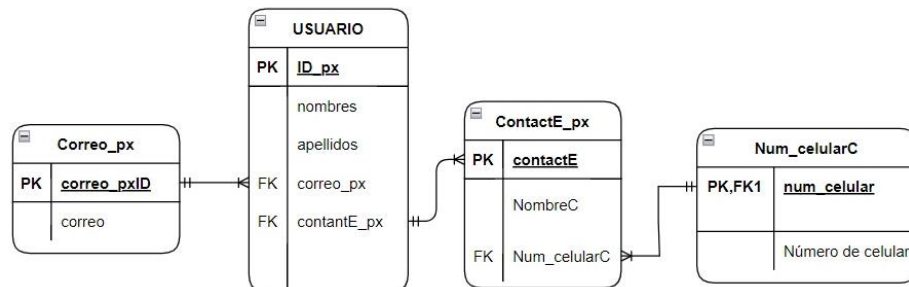 Correo_px
PK correo_pxID
correo
USUARIO
PK ID_px
nombres
apellidos
FK correo_px
FK contantE_px
ContactE_px
PK contactE
NombreC
FK Num_celularC
Num_celularC
PK,FK1 num_celular
Número de celular